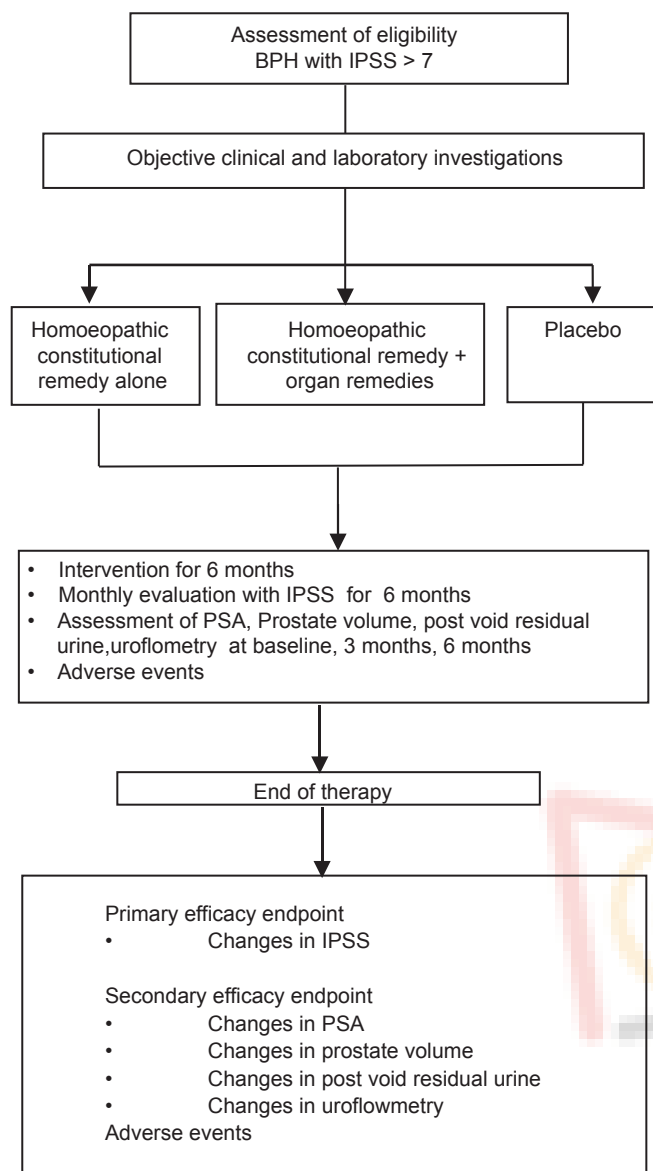 Assessment of eligibility
BPH with IPSS > 7
Objective clinical and laboratory investigations
Homoeopathic
constitutional
remedy alone
Homoeopathic
constitutional remedy +
organ remedies
Placebo
• Intervention for 6 months
• Monthly evaluation with IPSS for 6 months
• Assessment of PSA, Prostate volume, post void residual
urine,uroflometry at baseline, 3 months, 6 months
• Adverse events
End of therapy
Primary efficacy endpoint
• Changes in IPSS
Secondary efficacy endpoint
• Changes in PSA
• Changes in prostate volume
• Changes in post void residual urine
• Changes in uroflowmetry
Adverse events